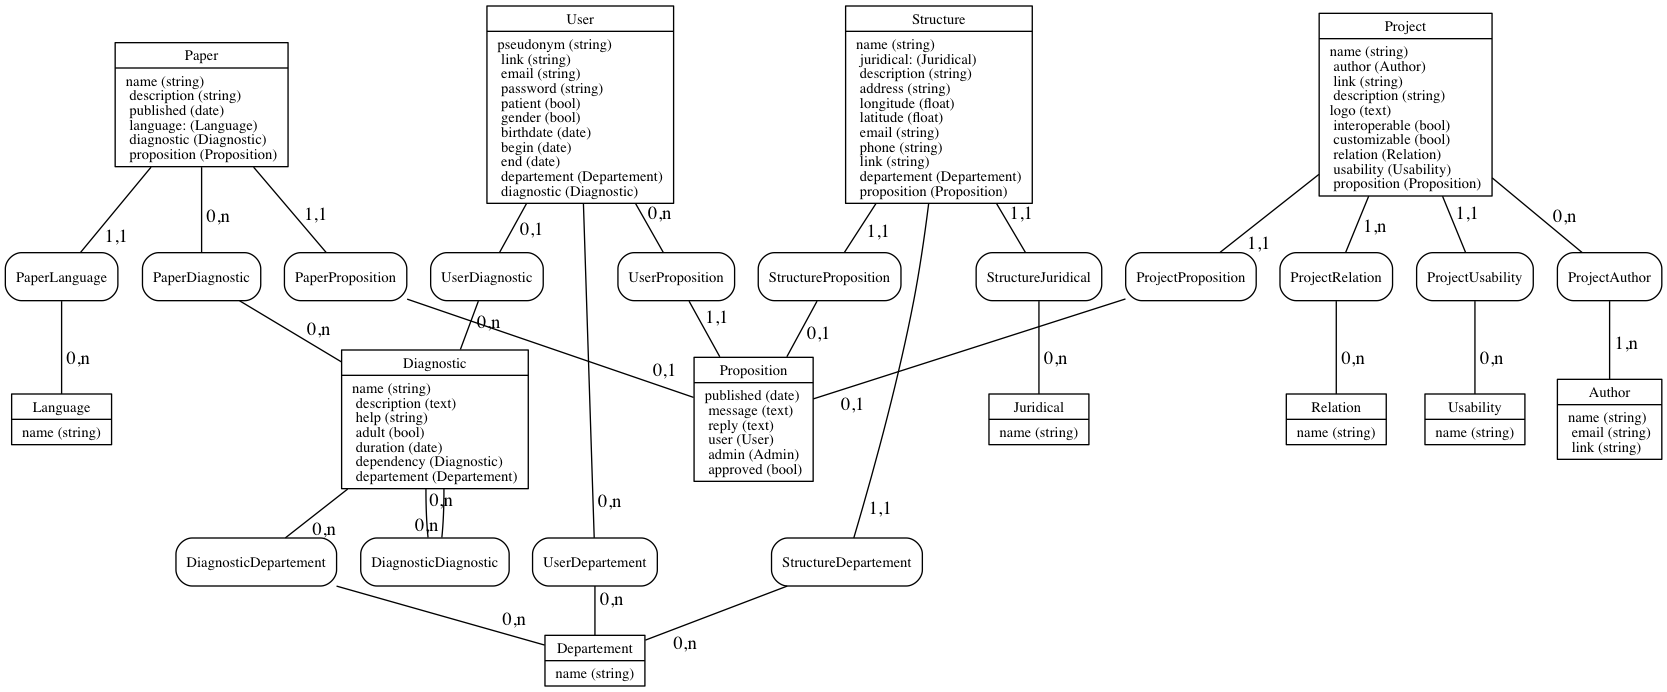 Paper
name (string)
description (string)
published (date)
language: (Language)
diagnostic (Diagnostic)
proposition (Proposition)
User
pseudonym (string)
link (string)
email (string)
password (string)
patient (bool)
gender (bool)
birthdate (date)
begin (date)
end (date)
departement (Departement)
diagnostic (Diagnostic)
Structure
name (string)
juridical: (Juridical)
description (string)
address (string)
longitude (float)
latitude (float)
email (string)
phone (string)
link (string)
departement (Departement)
proposition (Proposition)
Project
name (string)
author (Author)
link (string)
description (string)
logo (text)
interoperable (bool)
customizable (bool)
relation (Relation)
usability (Usability)
proposition (Proposition)
1,1
0,n
1,1
0,1
0,n
1,1
1,1
1,1
1,n
1,1
0,n
PaperLanguage
PaperDiagnostic
PaperProposition
UserDiagnostic
UserProposition
StructureProposition
StructureJuridical
ProjectProposition
ProjectRelation
ProjectUsability
ProjectAuthor
0,n
0,n
0,n
0,1
1,1
0,1
0,1
0,n
0,n
0,n
1,n
Language
name (string)
Diagnostic
name (string)
description (text)
help (string)
adult (bool)
duration (date)
dependency (Diagnostic)
departement (Departement)
Proposition
published (date)
message (text)
reply (text)
user (User)
admin (Admin)
approved (bool)
Juridical
name (string)
Relation
name (string)
Usability
name (string)
Author
name (string)
email (string)
link (string)
0,n
0,n
0,n
0,n
1,1
DiagnosticDepartement
DiagnosticDiagnostic
UserDepartement
StructureDepartement
0,n
0,n
0,n
Departement
name (string)